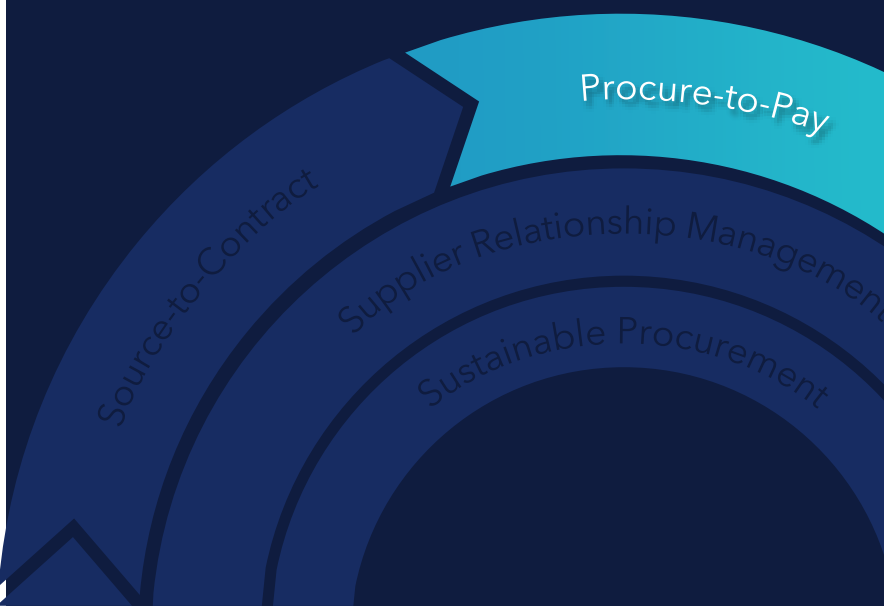 Procure-to-Pay
Source-to-Contract
Supplier Relationship Management
Sustainable Procurement